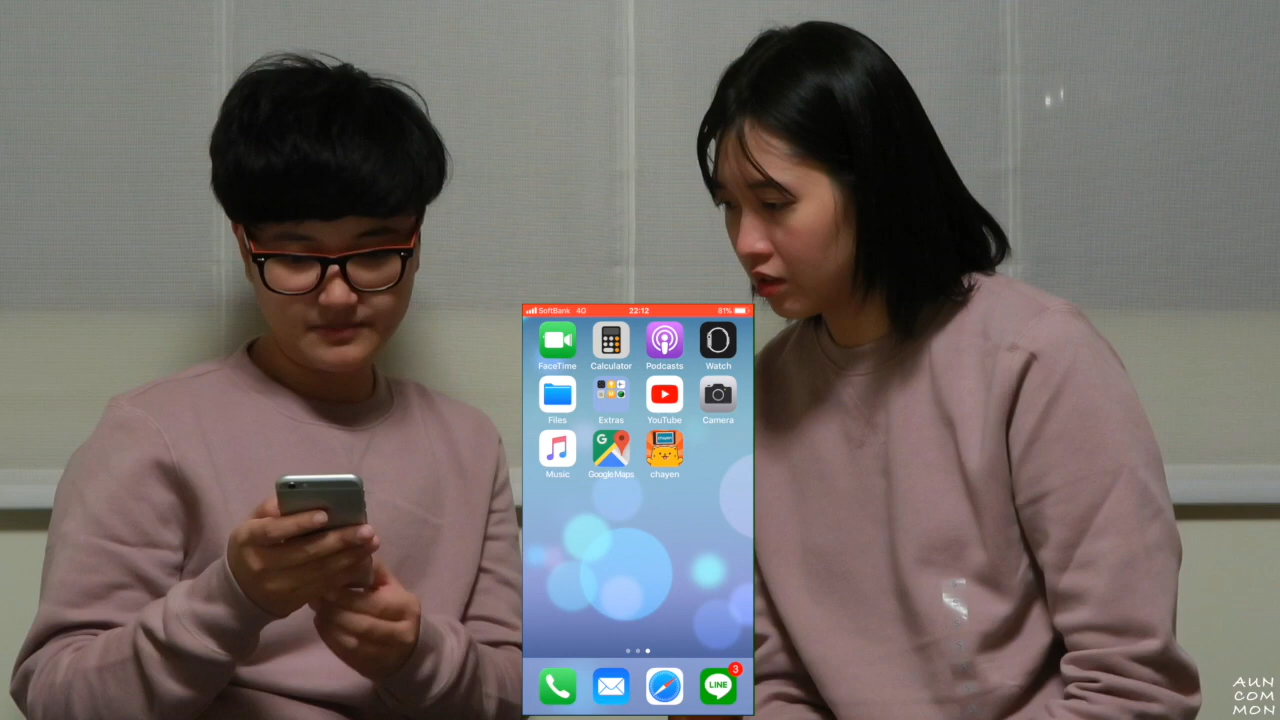 SoftBank 4G 22:12 81%
FaceTime Calculator Podcasts Watch
Files Extras YouTube Camera
Music Google Maps chayen
LINE
3
AUN
COM
MON